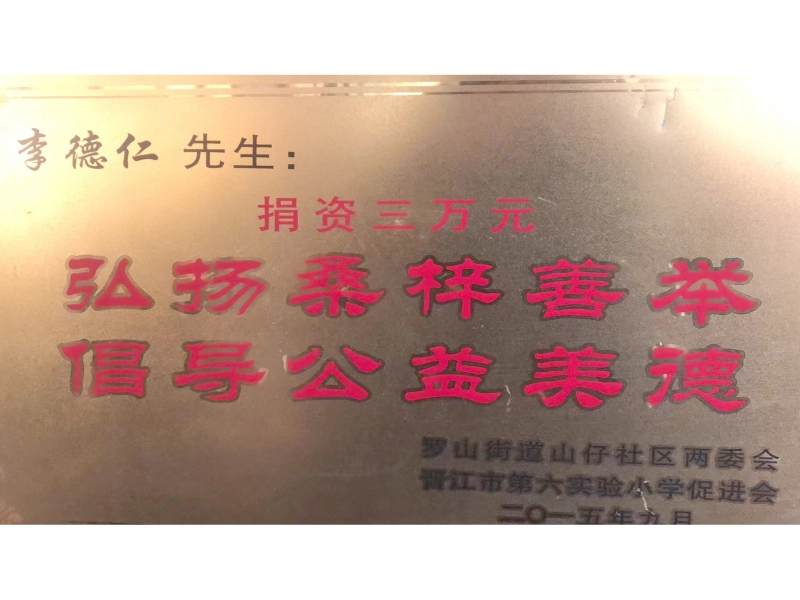 李德仁 先生：
捐资三万元
弘扬桑梓善举
倡导公益美德
罗山街道山仔社区两委会
晋江市第六实验小学促进会
二〇一五年九月